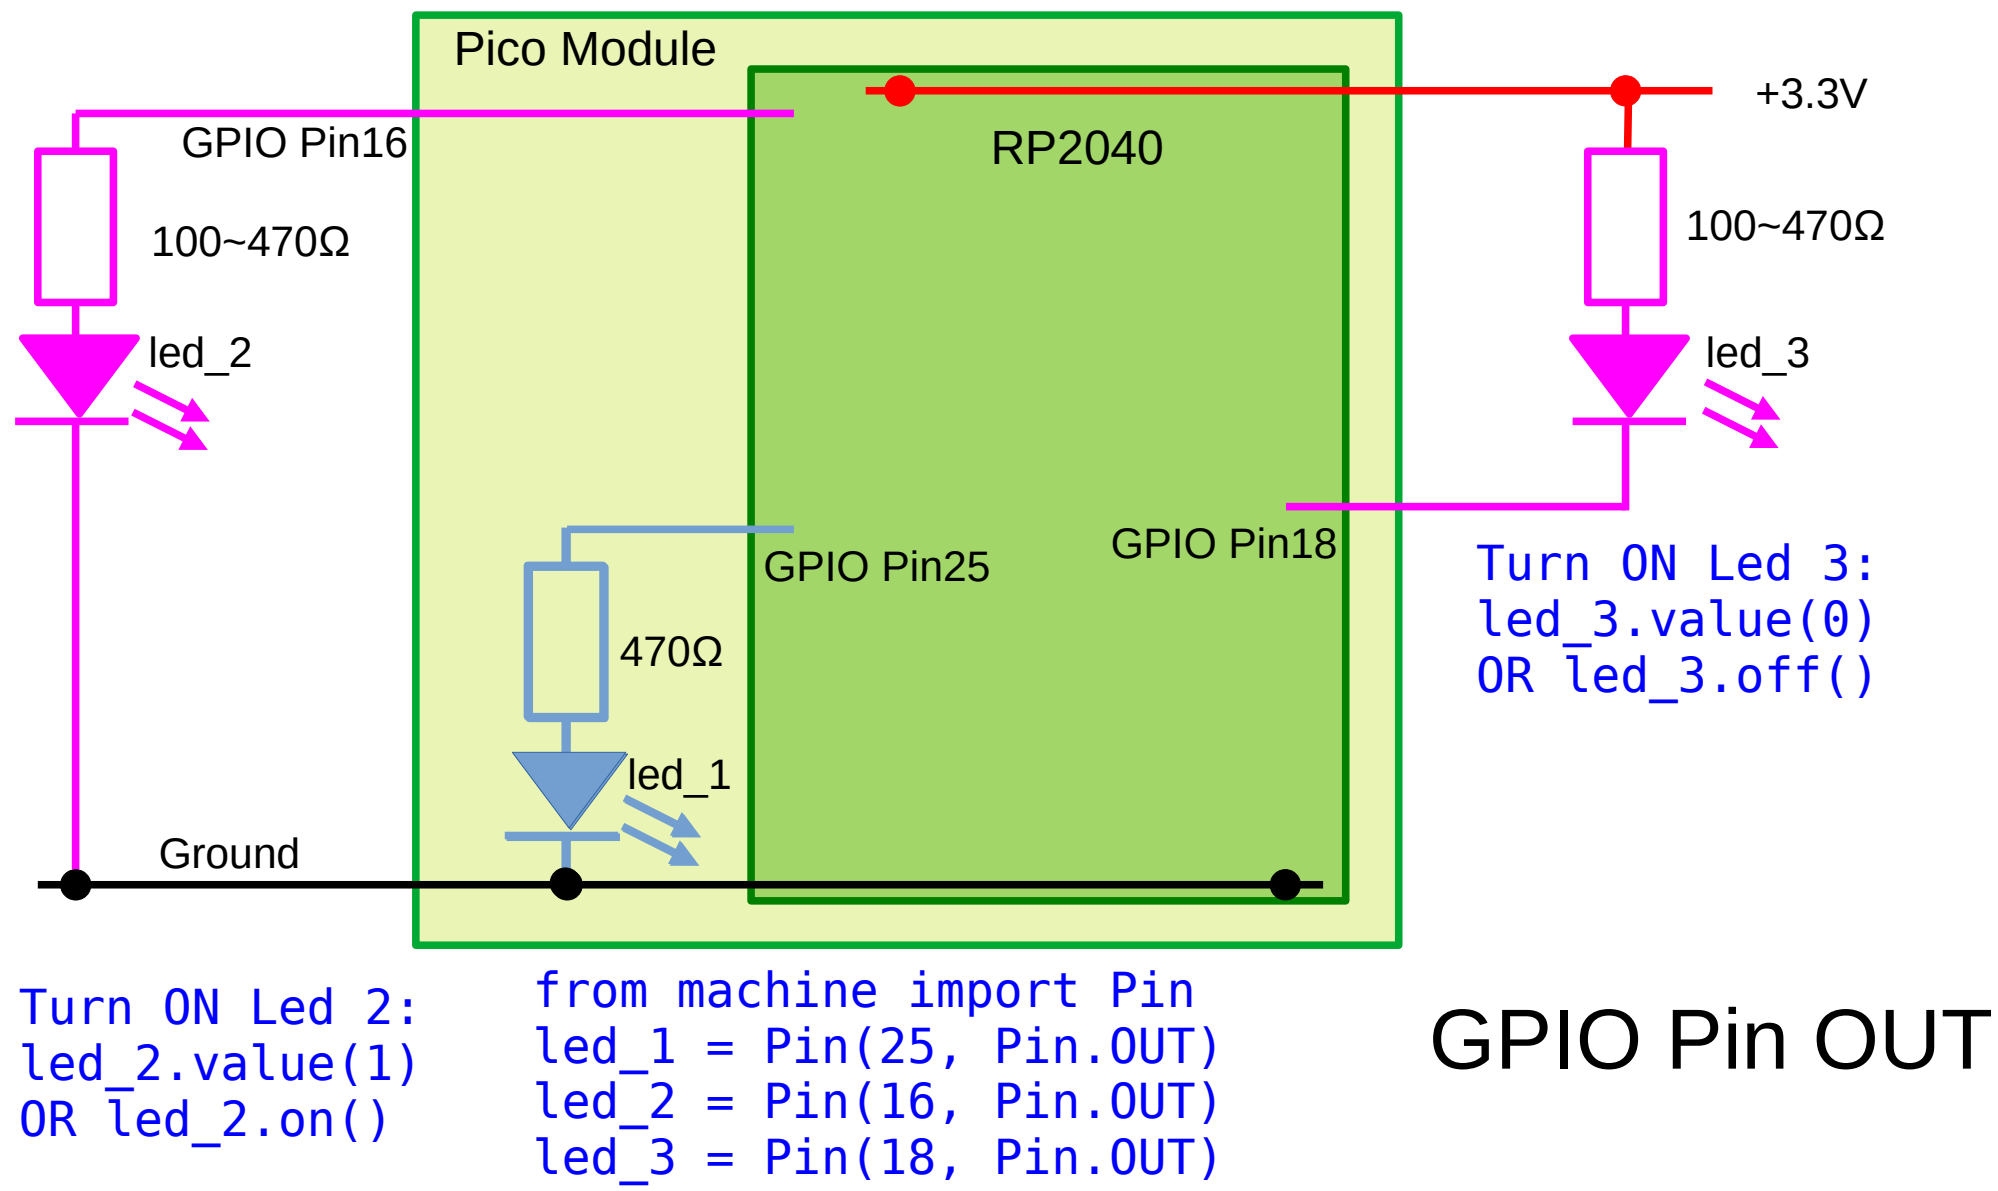 Pico Module
+3.3V
GPIO Pin16
RP2040
100~470Ω
100~470Ω
led_2
led_3
GPIO Pin25
GPIO Pin18
Turn ON Led 3:
led_3.value(0)
OR led_3.off()
470Ω
led_1
Ground
Turn ON Led 2:
led_2.value(1)
OR led_2.on()
from machine import Pin
led_1 = Pin(25, Pin.OUT)
led_2 = Pin(16, Pin.OUT)
led_3 = Pin(18, Pin.OUT)
GPIO Pin OUT